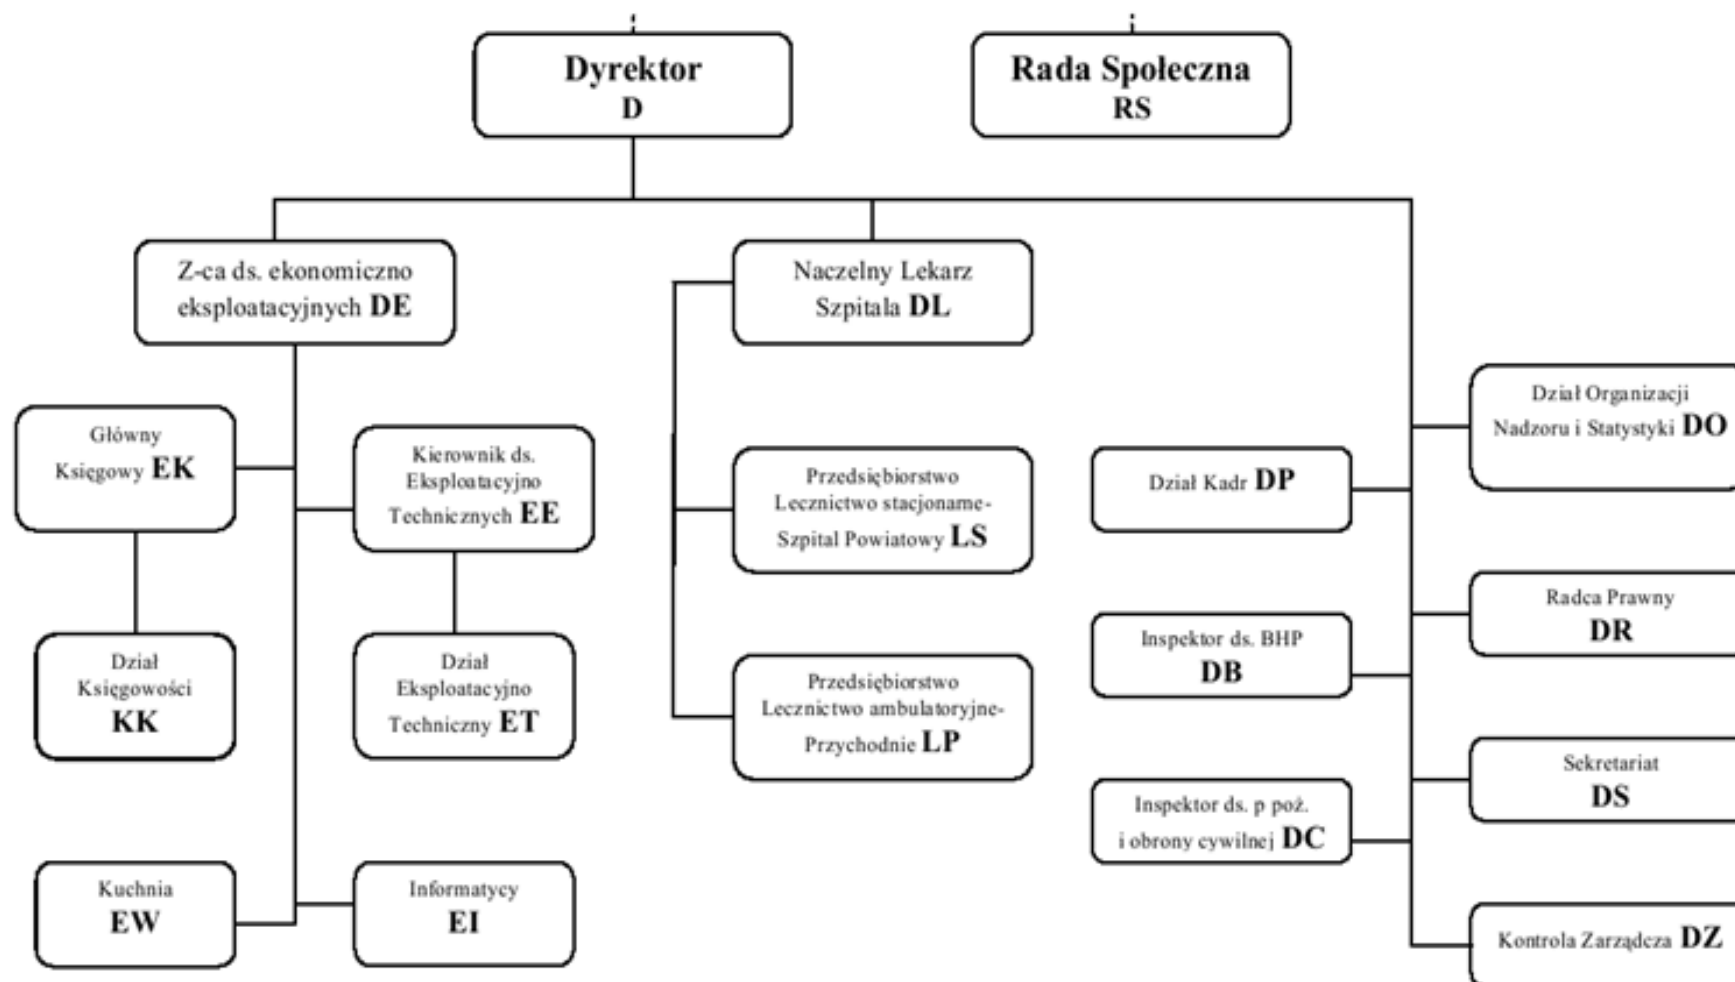 Dyrektor
D
Rada Społeczna
RS
Z-ca ds. ekonomiczno
eksploatacyjnych DE
Naczelny Lekarz
Szpitala DL
Główny
Księgowy EK
Kierownik ds.
Eksploatacyjno
Technicznych EE
Dział
Księgowości
KK
Dział
Eksploatacyjno
Techniczny ET
Kuchnia
EW
Informatycy
EI
Przedsiębiorstwo
Lecznictwo stacjonarne-
Szpital Powiatowy LS
Przedsiębiorstwo
Lecznictwo ambulatoryjne-
Przychodnie LP
Dział Kadr DP
Inspektor ds. BHP
DB
Inspektor ds. p poż.
i obrony cywilnej DC
Dział Organizacji
Nadzoru i Statystyki DO
Radca Prawny
DR
Sekretariat
DS
Kontrola Zarządcza DZ